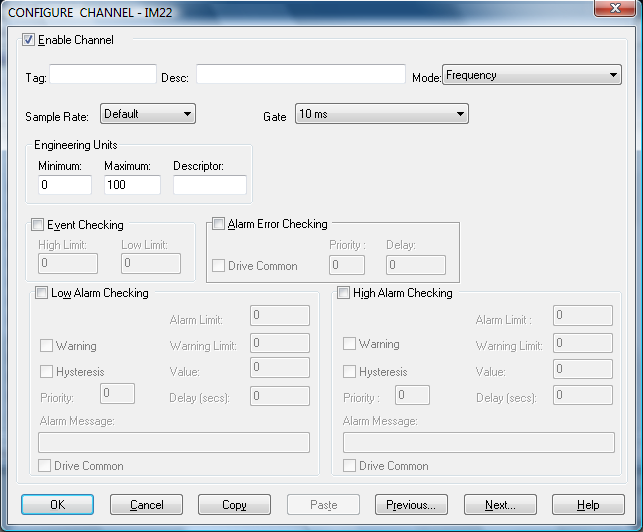 CONFIGURE CHANNEL - IM22
Enable Channel
Tag: Desc: Mode: Frequency
Sample Rate: Default Gate 10 ms
Engineering Units
Minimum: Maximum: Descriptor:
0 100
Event Checking Alarm Error Checking
High Limit: Low Limit: Priority : Delay:
0 0 Drive Common 0 0
Low Alarm Checking High Alarm Checking
Alarm Limit: 0 Alarm Limit : 0
Warning Warning Limit: 0 Warning Warning Limit: 0
Hysteresis Value: 0 Hysteresis Value: 0
Priority: 0 Delay (secs): 0 Priority : 0 Delay (secs): 0
Alarm Message: Alarm Message:
Drive Common Drive Common
OK Cancel Copy Paste Previous... Next... Help